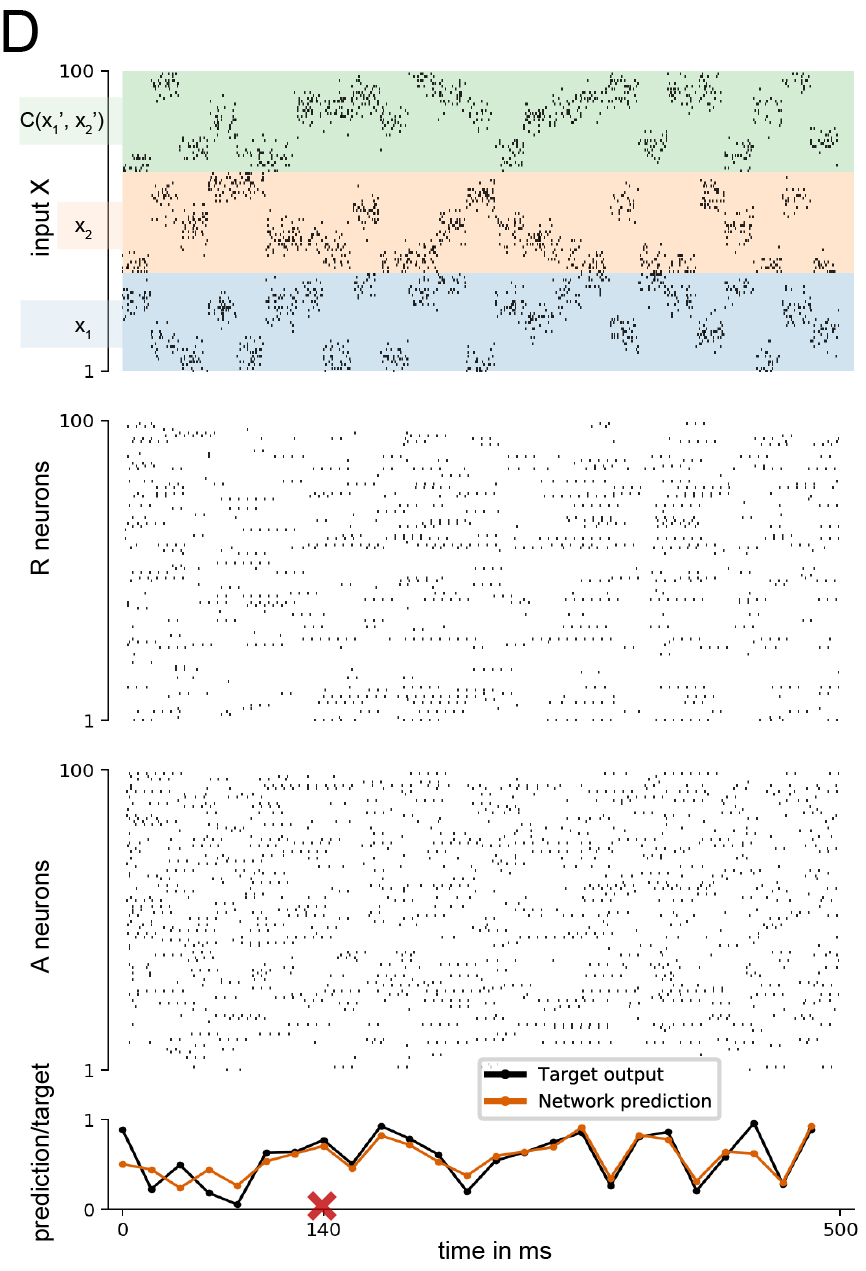 D
100
C(x₁’, x₂’)
input X
x₂
x₁
1
100
R neurons
1
100
A neurons
1
Target output
Network prediction
prediction/target
1
0
0
140
500
time in ms